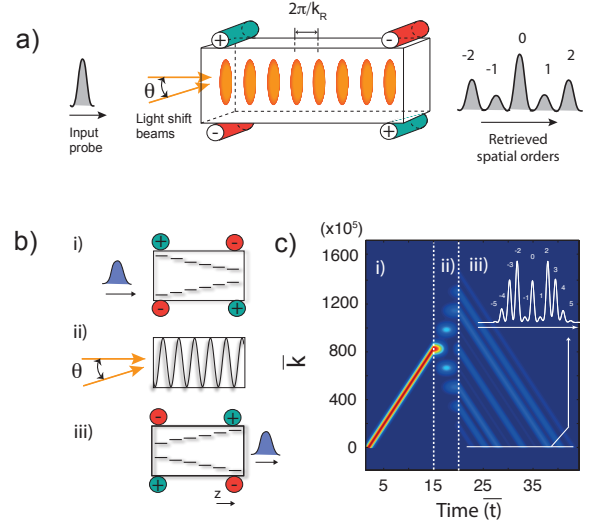 a)
2π/k_R
+
-
-
+
θ
Input
probe
Light shift
beams
-2
-1
0
1
2
Retrieved
spatial orders
b)
i)
+
-
-
+
ii)
θ
iii)
-
+
+
-
z
c)
(x10^5)
1600
1200
800
400
0
k̅
i)
ii)
iii)
-5
-4
-3
-2
-1
0
1
2
3
4
5
5
15
25
35
Time (t̅)